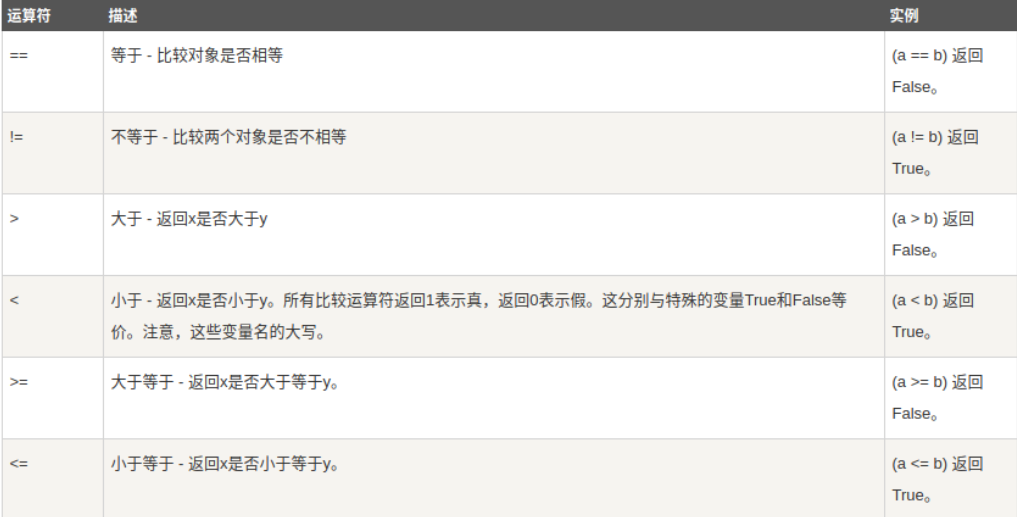 运算符 描述 实例
== 等于 - 比较对象是否相等 (a == b) 返回
False。
!= 不等于 - 比较两个对象是否不相等 (a != b) 返回
True。
> 大于 - 返回x是否大于y (a > b) 返回
False。
< 小于 - 返回x是否小于y。所有比较运算符返回1表示真，返回0表示假。这分别与特殊的变量True和False等 (a < b) 返回
价。注意，这些变量名的大写。 True。
>= 大于等于 - 返回x是否大于等于y。 (a >= b) 返回
False。
<= 小于等于 - 返回x是否小于等于y。 (a <= b) 返回
True。